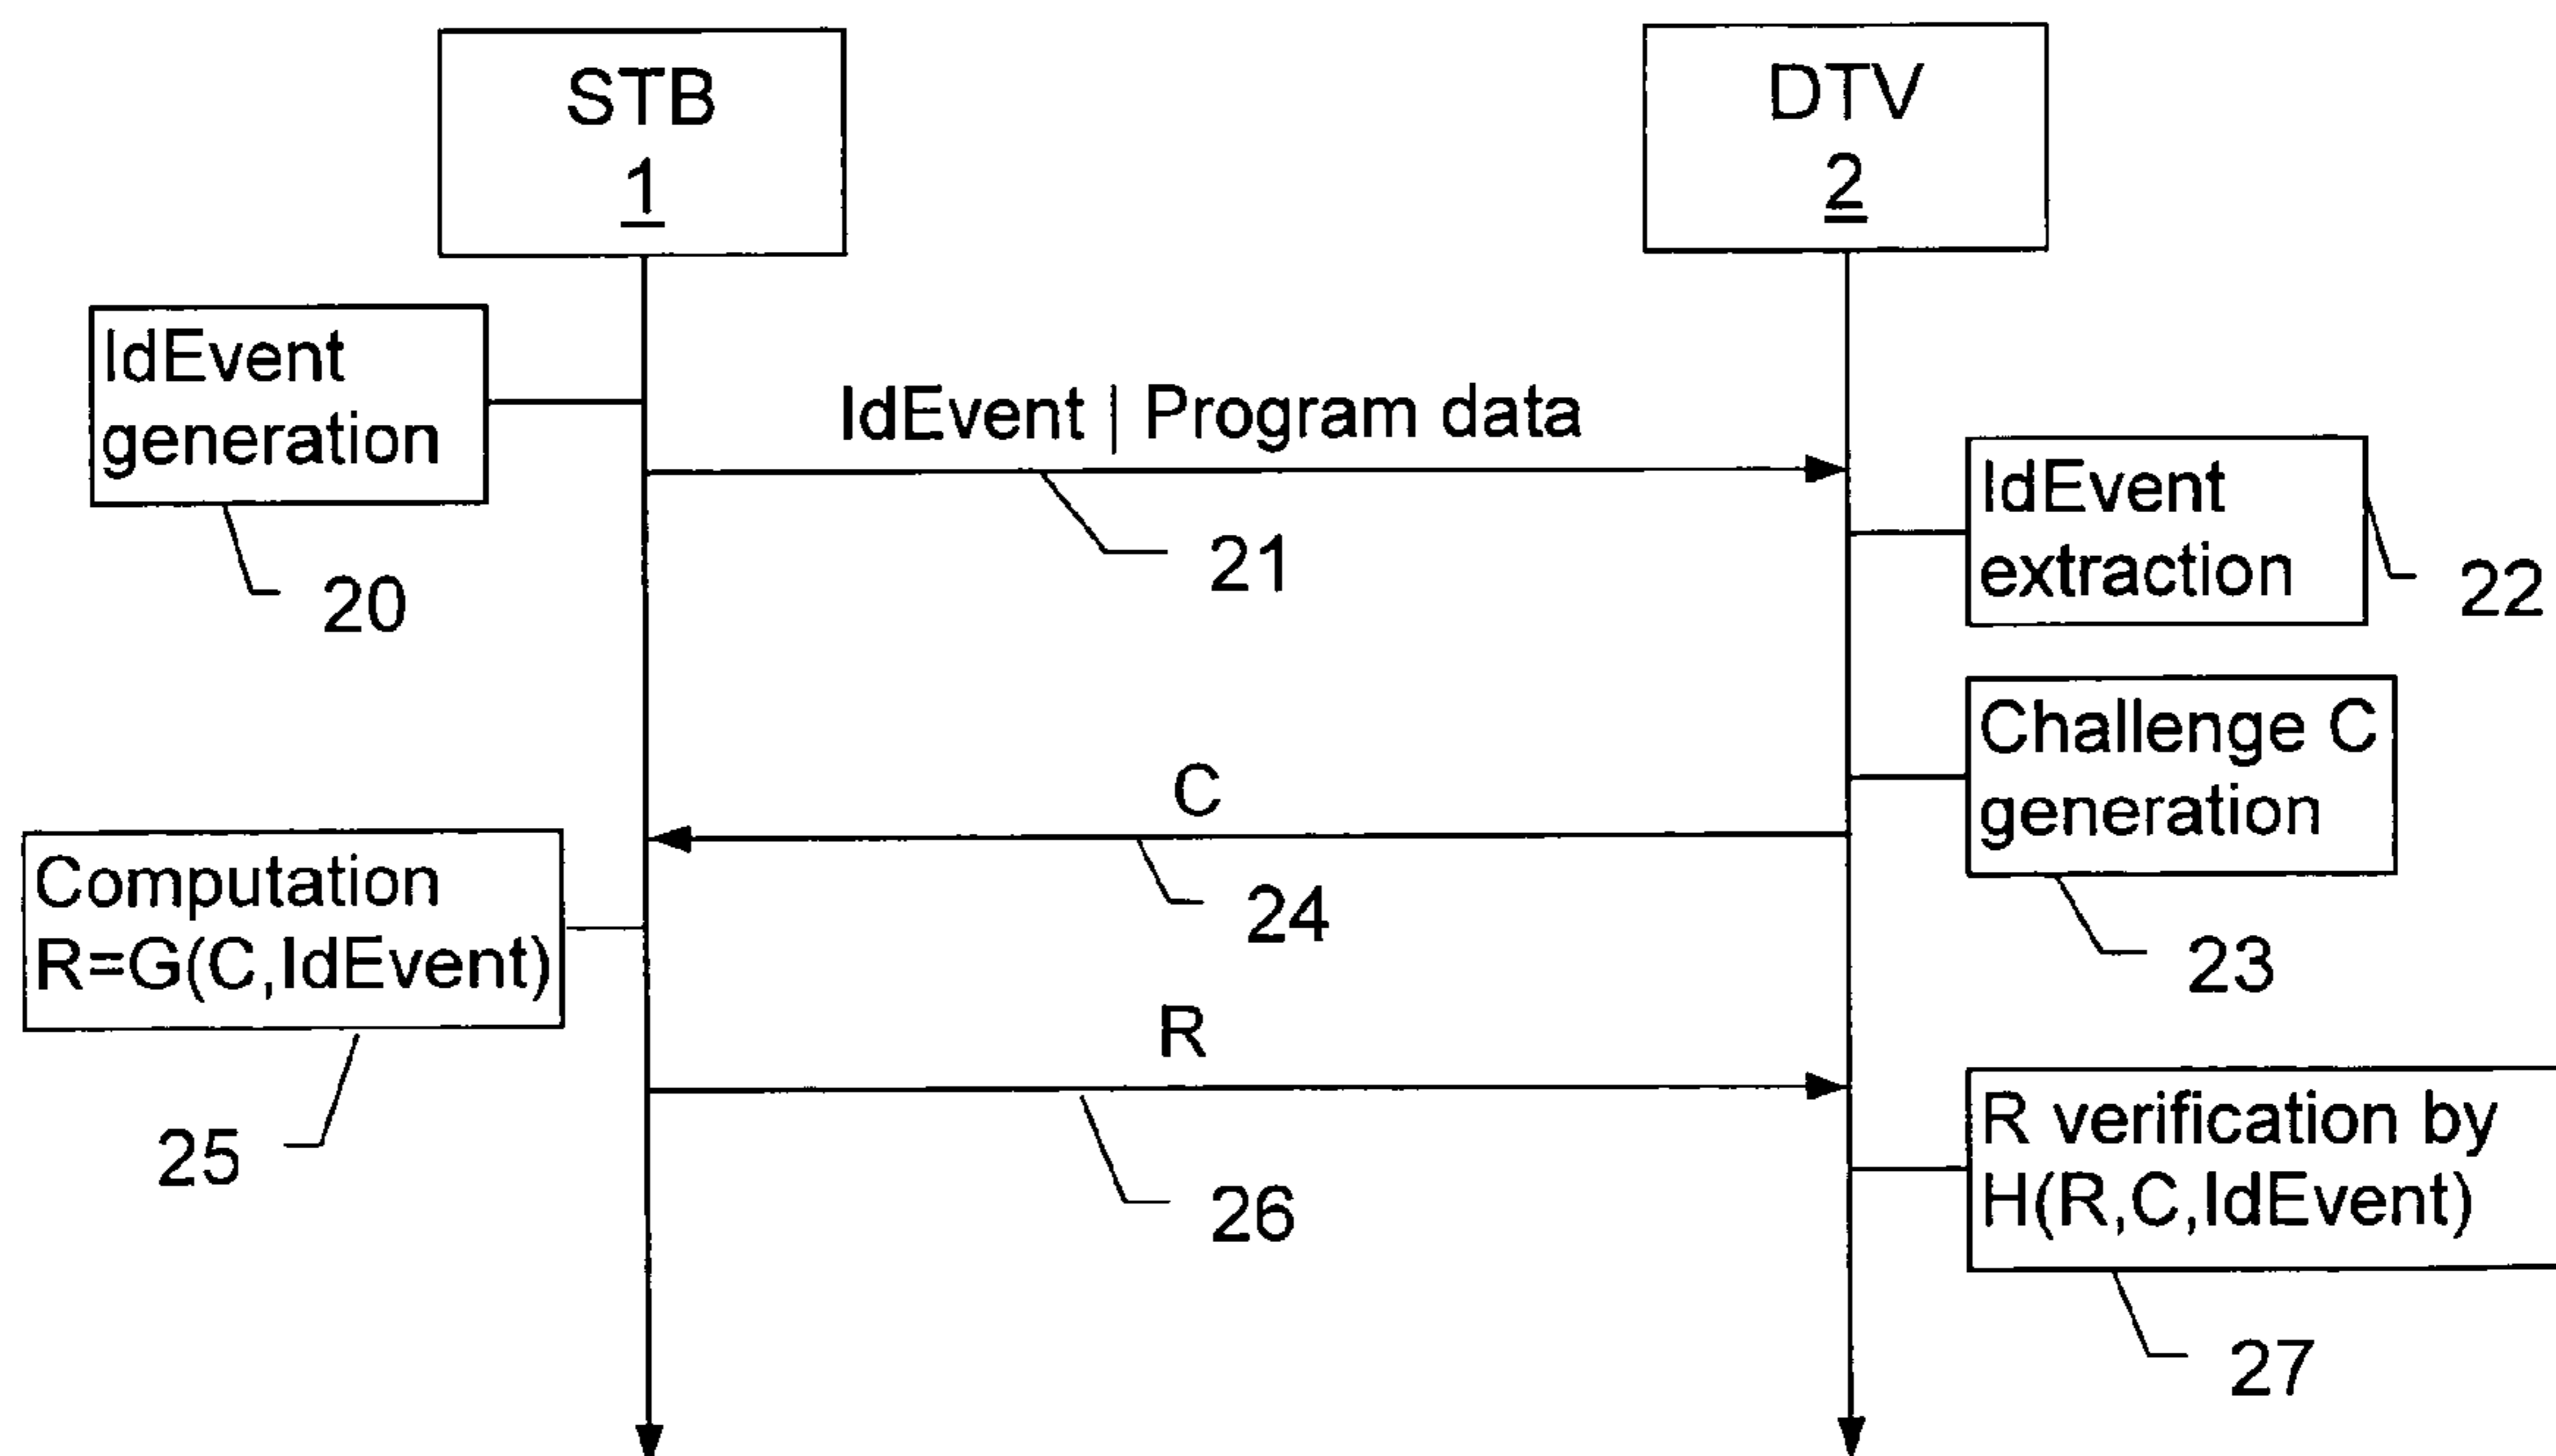 STB
1
DTV
2
IdEvent
generation
20
IdEvent | Program data
21
IdEvent
extraction
22
Challenge C
generation
23
C
24
Computation
R=G(C,IdEvent)
25
R
26
R verification by
H(R,C,IdEvent)
27